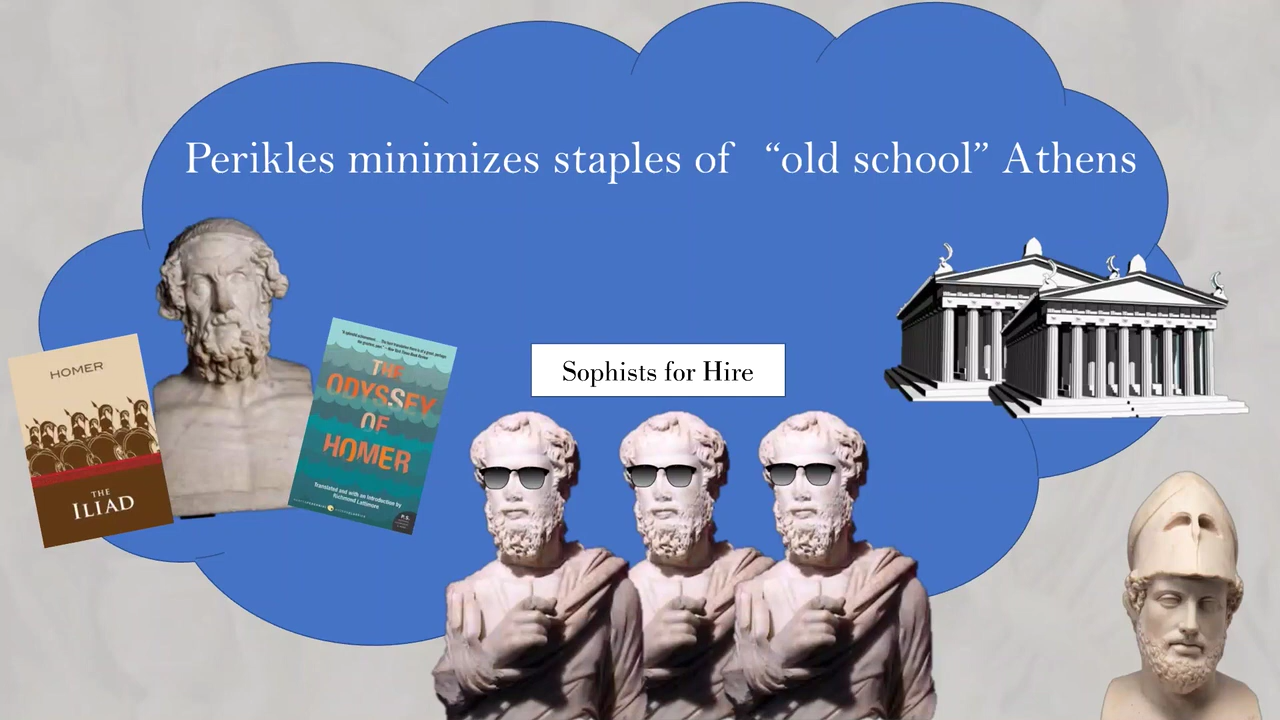 Perikles minimizes staples of “old school” Athens
HOMER
THE
ILIAD
THE
ODYSSEY
OF
HOMER
Translated and with an Introduction by
Richmond Lattimore
Sophists for Hire